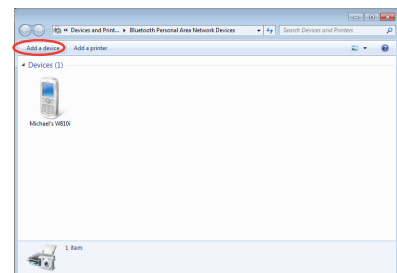 « Devices and Print... ▸ Bluetooth Personal Area Network Devices
Search Devices and Printers
Add a device
Add a printer
Devices (1)
Michael's W810i
1 item